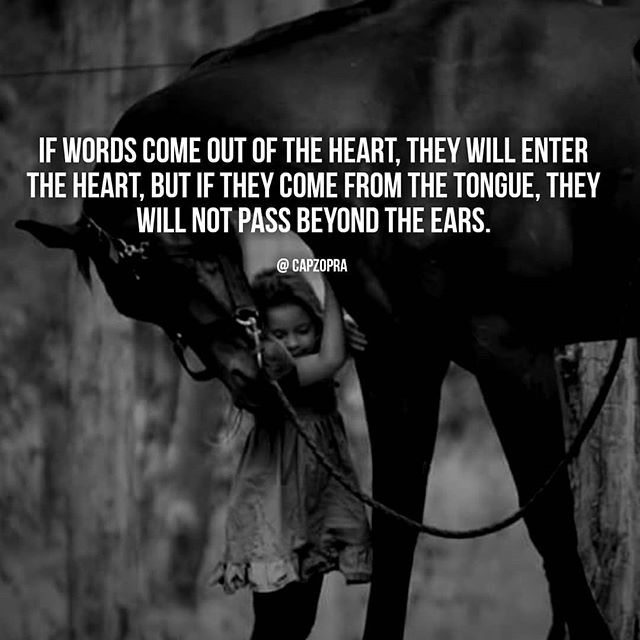 IF WORDS COME OUT OF THE HEART, THEY WILL ENTER
THE HEART, BUT IF THEY COME FROM THE TONGUE, THEY
WILL NOT PASS BEYOND THE EARS.
@ CAPZOPRA